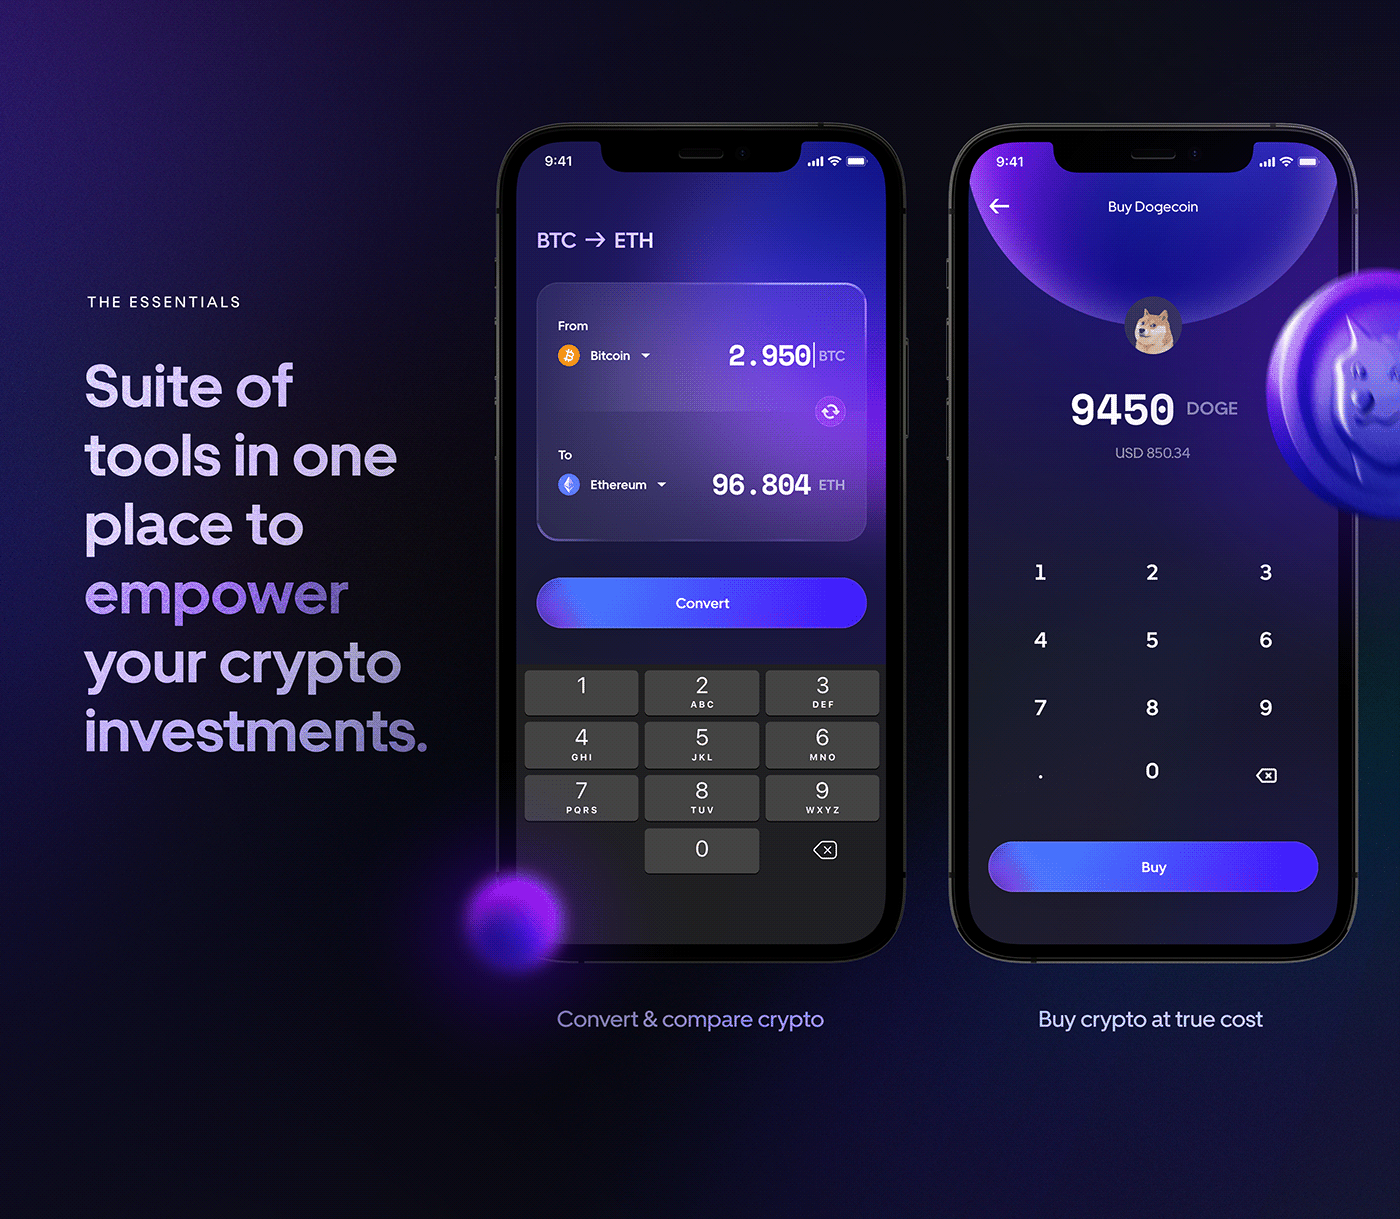 THE ESSENTIALS
Suite of
tools in one
place to
empower
your crypto
investments.
9:41
BTC → ETH
From
Bitcoin 2.950 BTC
To
Ethereum 96.804 ETH
Convert
1 2 3
ABC DEF
4 5 6
GHI JKL MNO
7 8 9
PQRS TUV WXYZ
0
Convert & compare crypto
9:41
Buy Dogecoin
9450 DOGE
USD 850.34
1 2 3
4 5 6
7 8 9
. 0
Buy
Buy crypto at true cost